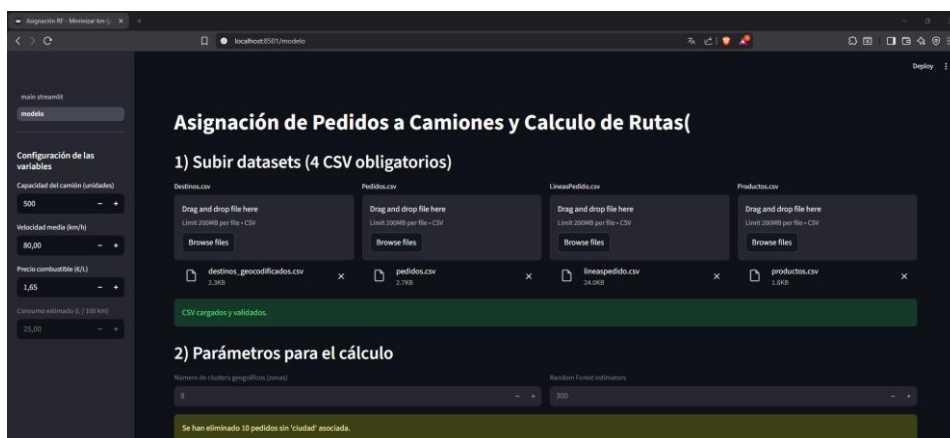 Asignación RF - Minimizar km (
localhost:8501/modelo
Deploy
main streamlit
modelo
Configuración de las
variables
Capacidad del camión (unidades)
500
Velocidad media (km/h)
80,00
Precio combustible (€/L)
1,65
Consumo estimado (L / 100 km)
25,00
Asignación de Pedidos a Camiones y Calculo de Rutas(
1) Subir datasets (4 CSV obligatorios)
Destinos.csv
Drag and drop file here
Limit 200MB per file • CSV
Browse files
destinos_geocodificados.csv
2.3KB
Pedidos.csv
Drag and drop file here
Limit 200MB per file • CSV
Browse files
pedidos.csv
2.7KB
LineasPedido.csv
Drag and drop file here
Limit 200MB per file • CSV
Browse files
lineaspedido.csv
24.0KB
Productos.csv
Drag and drop file here
Limit 200MB per file • CSV
Browse files
productos.csv
1.8KB
CSV cargados y validados.
2) Parámetros para el cálculo
Número de clusters geográficos (zonas)
8
Random Forest estimators
300
Se han eliminado 10 pedidos sin 'ciudad' asociada.